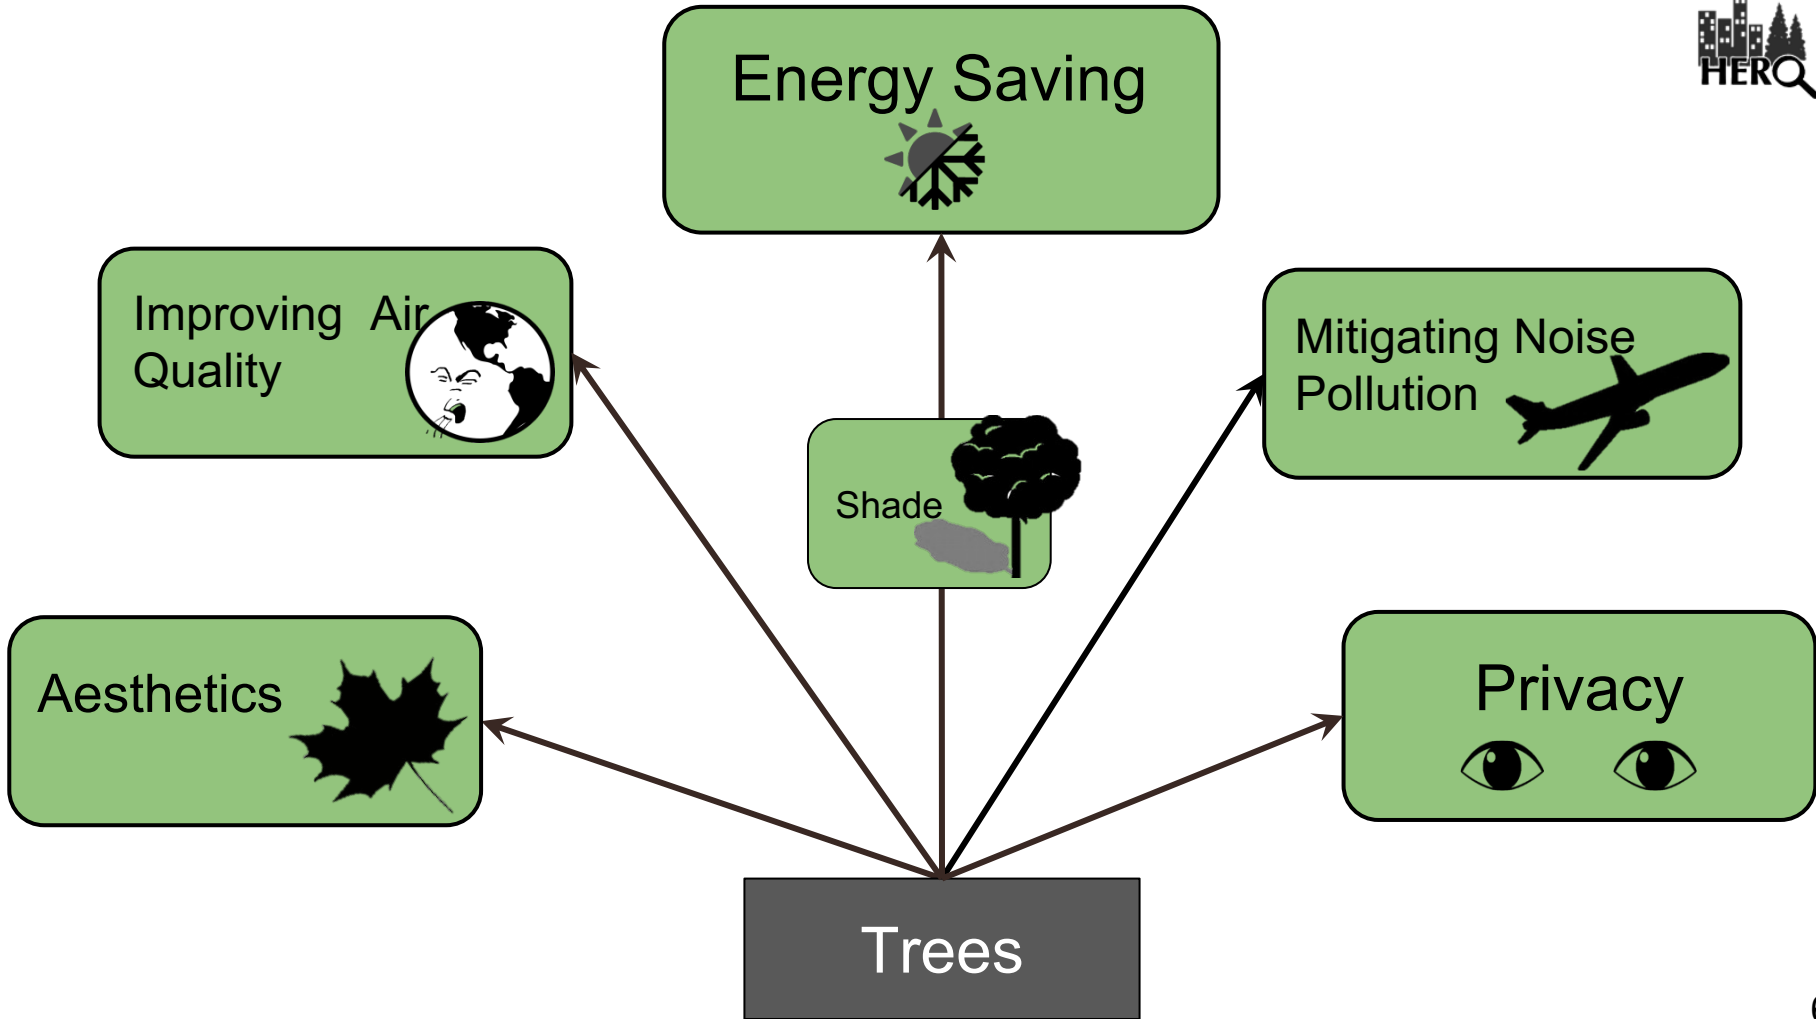 Energy Saving
HERO
Improving Air
Quality
Mitigating Noise
Pollution
Shade
Aesthetics
Privacy
Trees